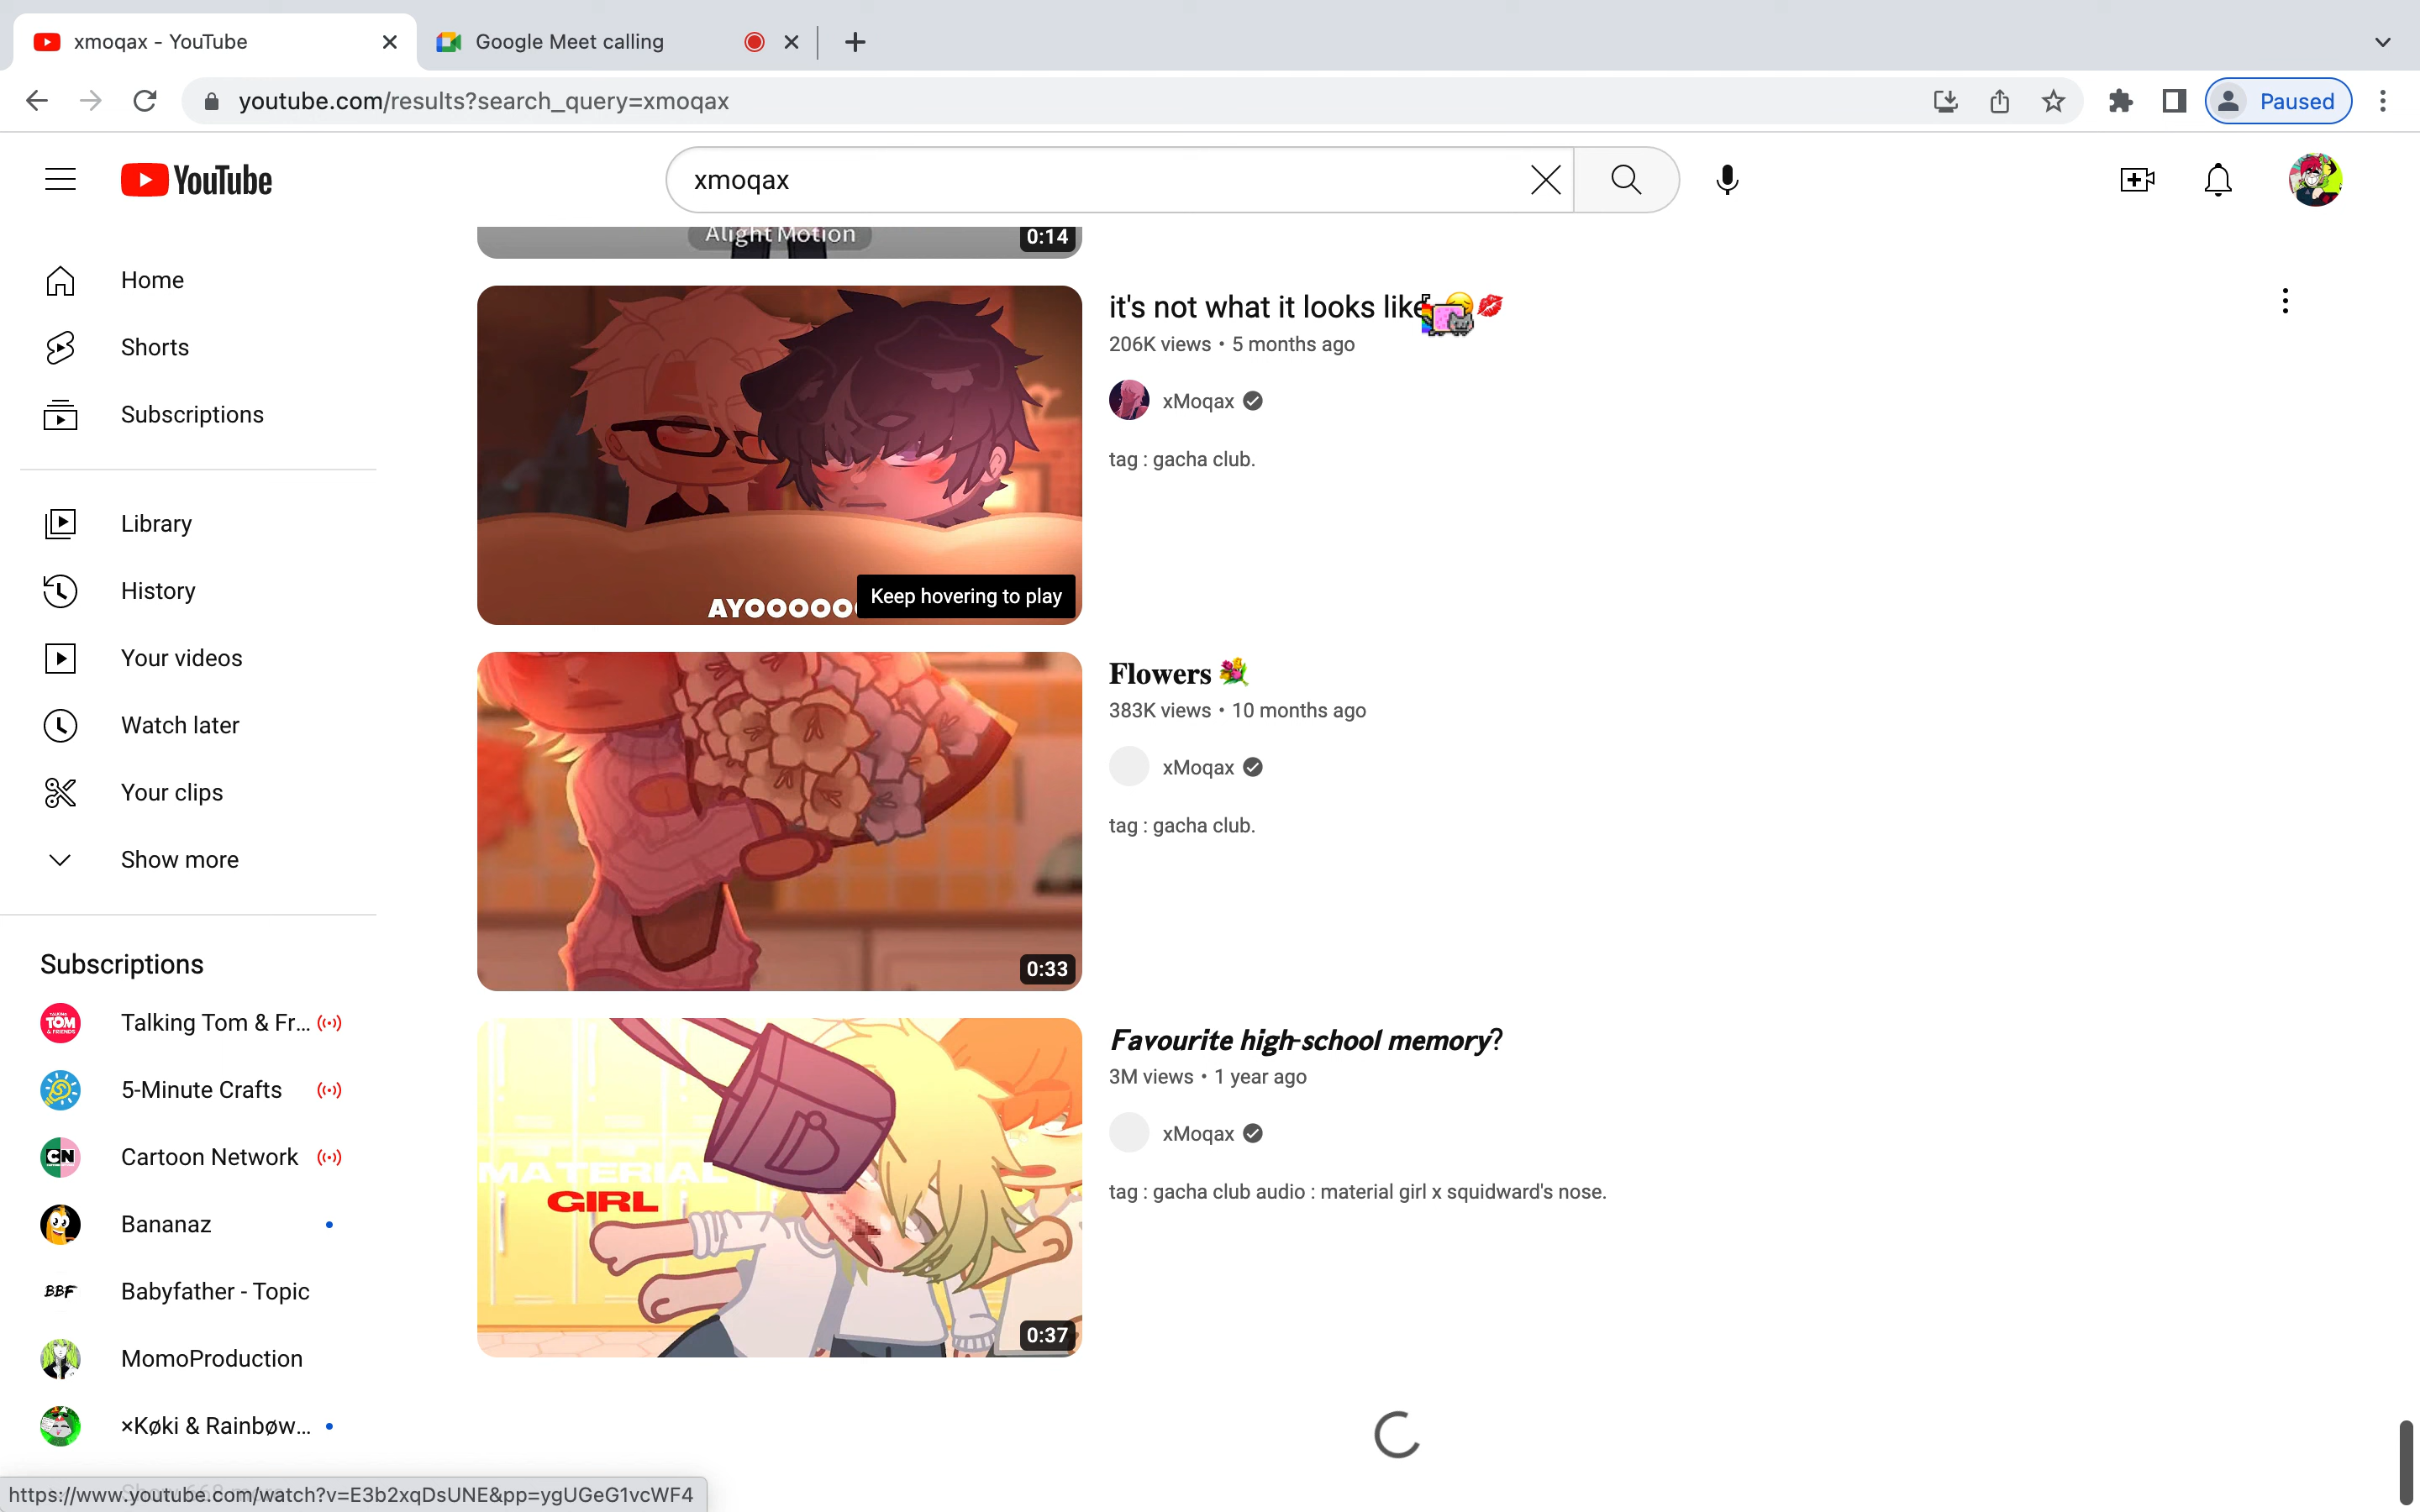 xmoqax - YouTube
Google Meet calling
youtube.com/results?search_query=xmoqax
Paused
YouTube
xmoqax
Home
Shorts
Subscriptions
Library
History
Your videos
Watch later
Your clips
Show more
Subscriptions
TALKING TOM & FRIENDS
Talking Tom & Fr...
5-Minute Crafts
CN
Cartoon Network
Bananaz
BBF
Babyfather - Topic
MomoProduction
×Køki & Rainbøw...
https://www.youtube.com/watch?v=E3b2xqDsUNE&pp=ygUGeG1vcWF4
Alight Motion
0:14
AYOOOOO
Keep hovering to play
it's not what it looks like 😏💋
206K views • 5 months ago
xMoqax
tag : gacha club.
0:33
Flowers 💐
383K views • 10 months ago
xMoqax
tag : gacha club.
MATERIAL
GIRL
0:37
Favourite high-school memory?
3M views • 1 year ago
xMoqax
tag : gacha club audio : material girl x squidward's nose.